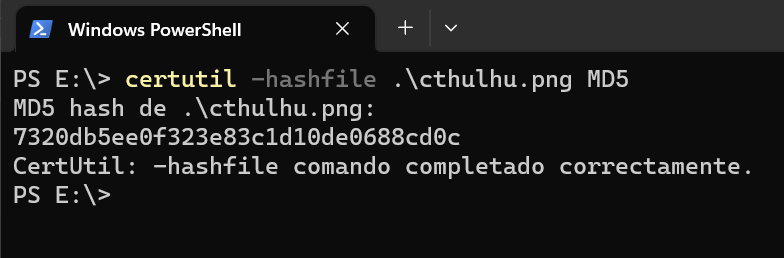 Windows PowerShell
PS E:\> certutil -hashfile .\cthulhu.png MD5
MD5 hash de .\cthulhu.png:
7320db5ee0f323e83c1d10de0688cd0c
CertUtil: -hashfile comando completado correctamente.
PS E:\>